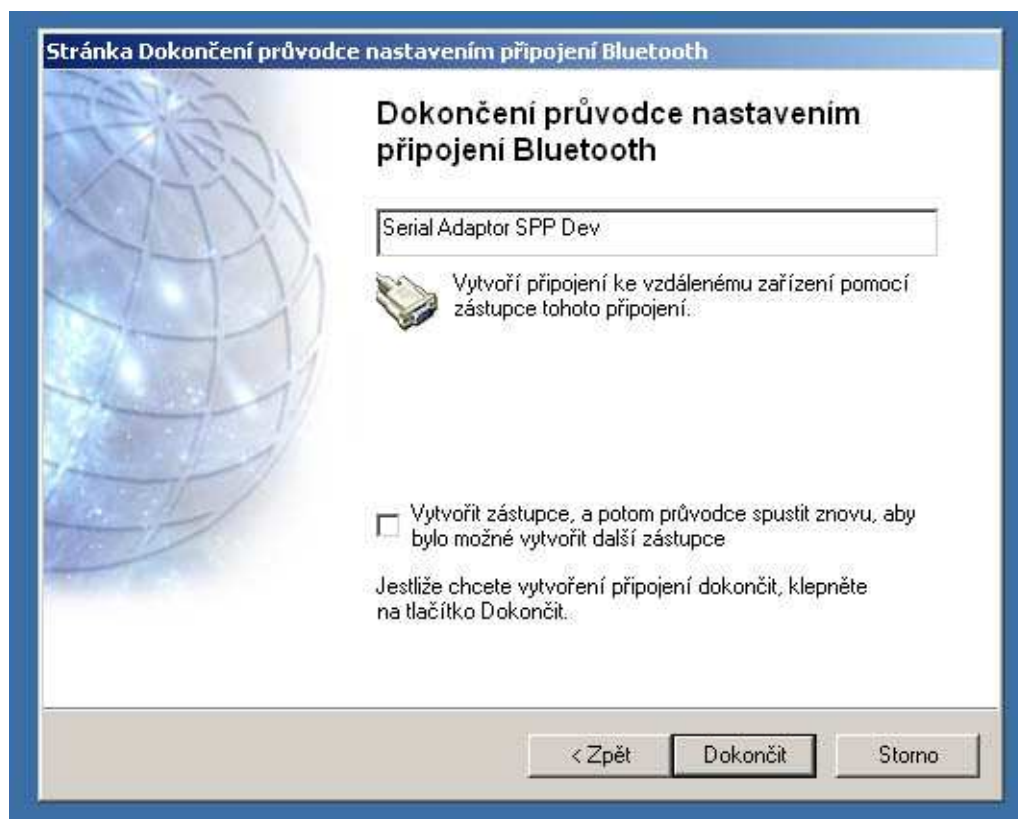 Stránka Dokončení průvodce nastavením připojení Bluetooth
Dokončení průvodce nastavením
připojení Bluetooth
Serial Adaptor SPP Dev
Vytvoří připojení ke vzdálenému zařízení pomocí
zástupce tohoto připojení.
Vytvořit zástupce, a potom průvodce spustit znovu, aby
bylo možné vytvořit další zástupce
Jestliže chcete vytvoření připojení dokončit, klepněte
na tlačítko Dokončit.
< Zpět
Dokončit
Storno